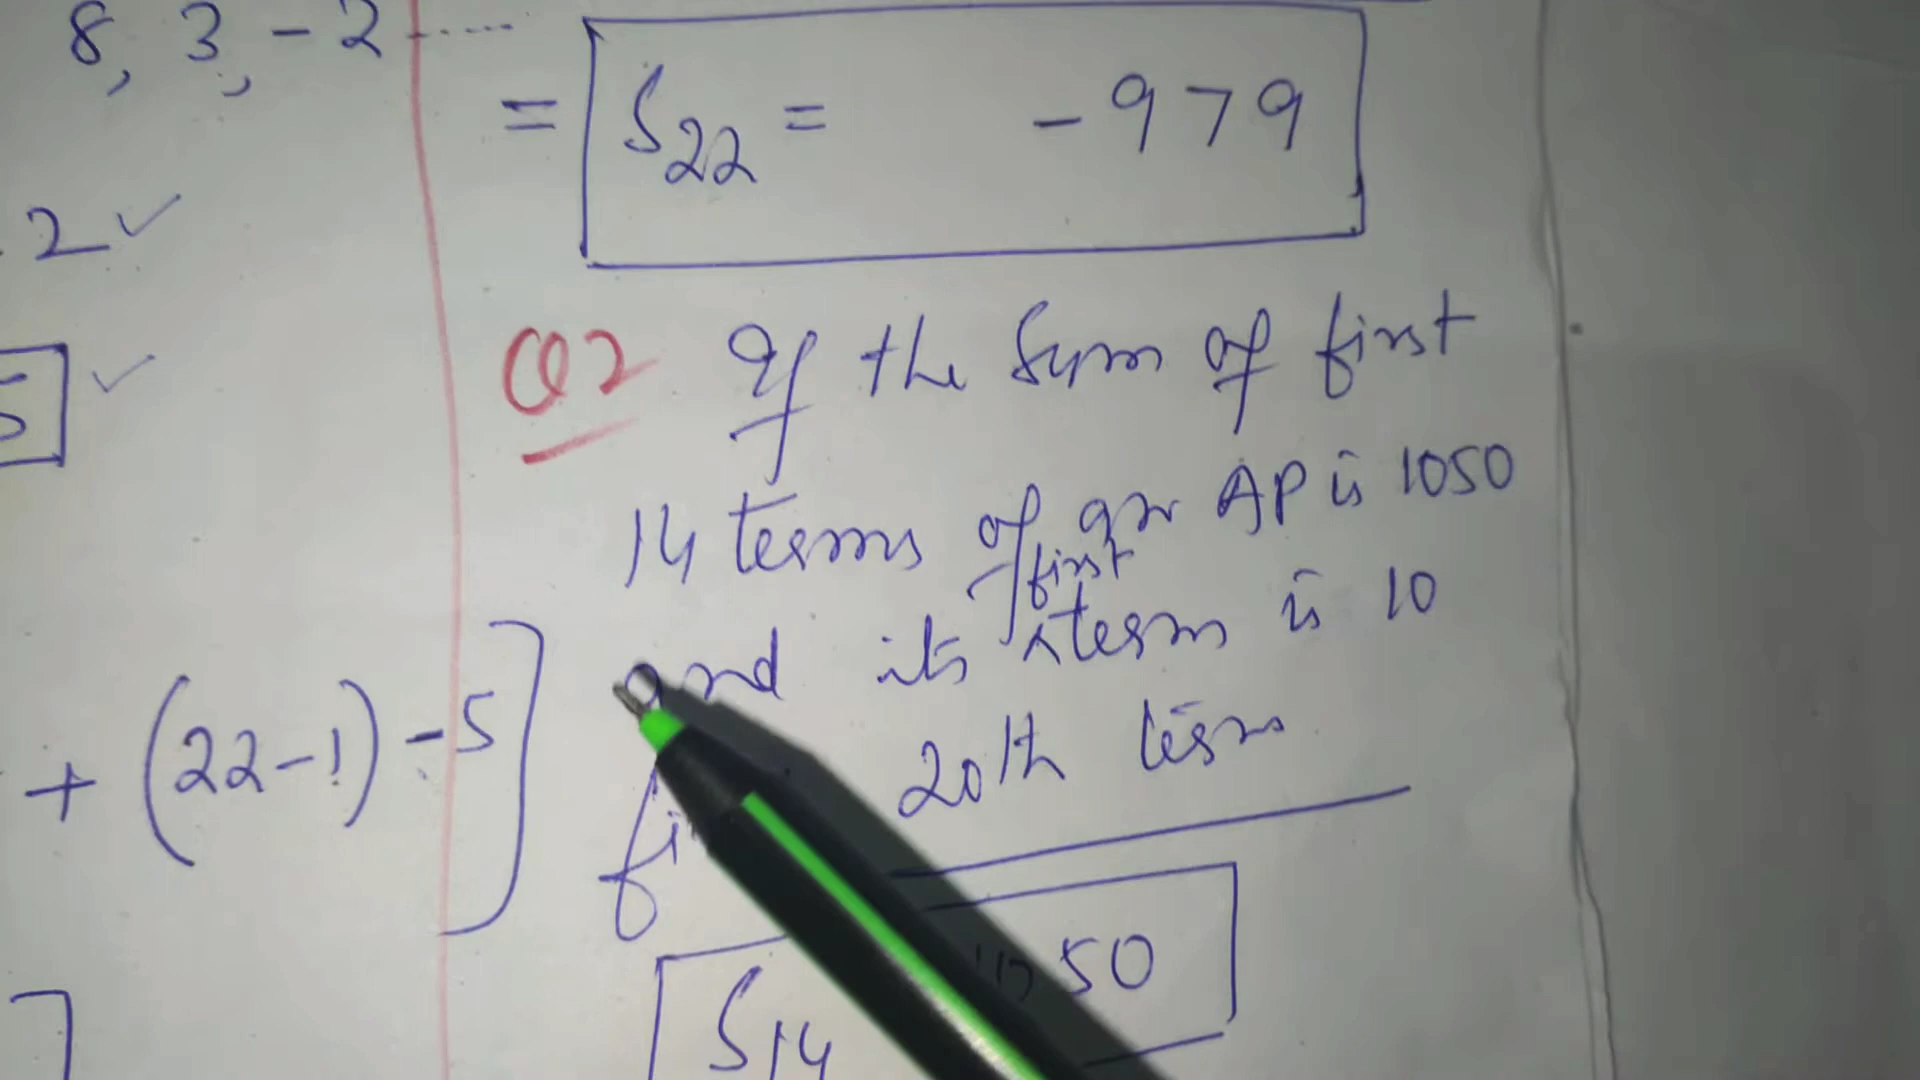 8, 3, -2 .....
= S22 = -979
2 ✓
5 ✓
Q2 If the Sum of first
14 terms of an AP is 1050
first
and its ^ term is 10
20th term
+ (22-1) -5]
S14 50